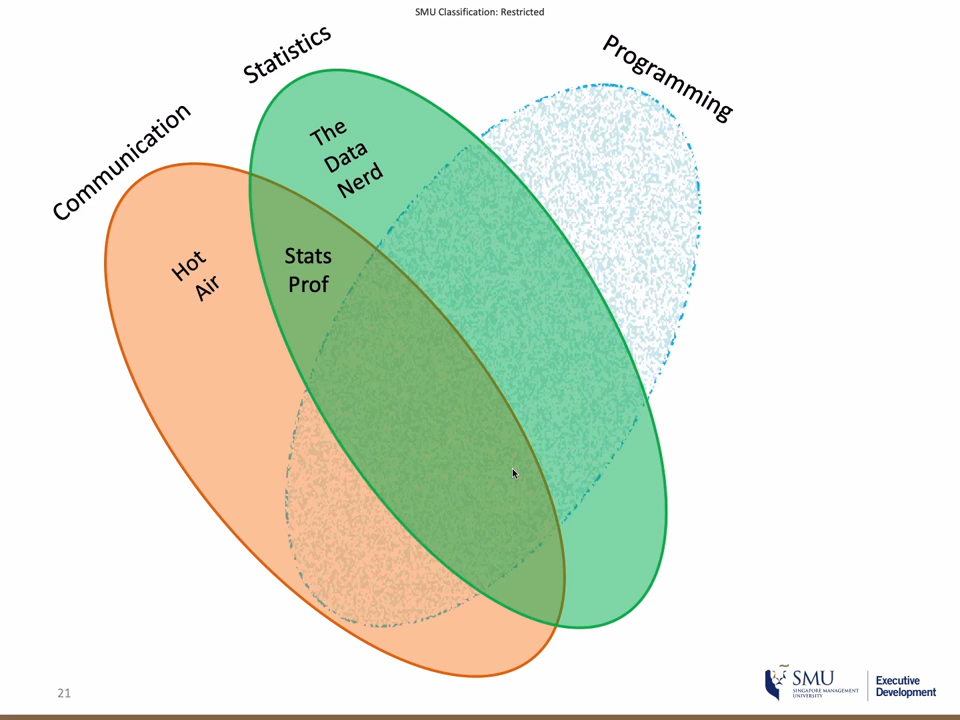 SMU Classification: Restricted
Statistics
Programming
Communication
The
Data
Nerd
Hot
Air
Stats
Prof
21
SMU
SINGAPORE MANAGEMENT
UNIVERSITY
Executive
Development